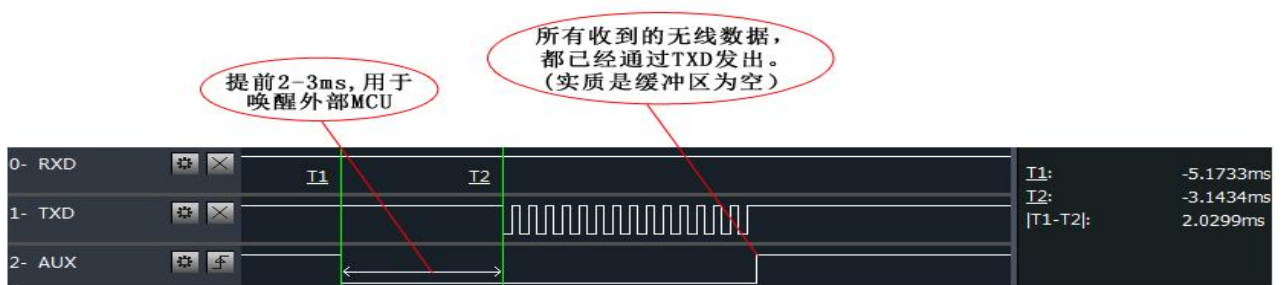 所有收到的无线数据，
都已经通过TXD发出。
(实质是缓冲区为空)
提前2-3ms,用于
唤醒外部MCU
0- RXD
T1
T2
1- TXD
2- AUX
T1: -5.1733ms
T2: -3.1434ms
|T1-T2|: 2.0299ms